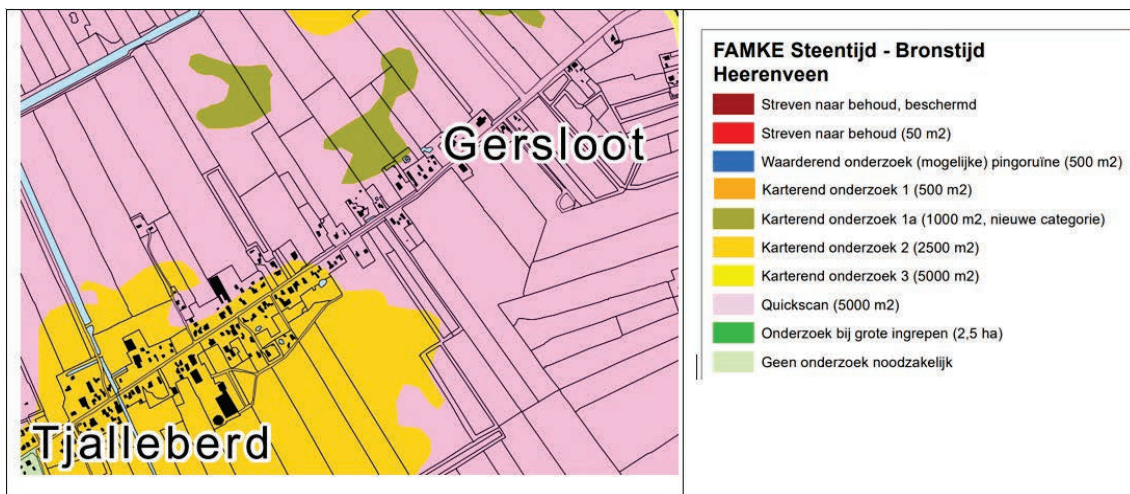 Gersloot
Tjalleberd
FAMKE Steentijd - Bronstijd
Heerenveen
Streven naar behoud, beschermd
Streven naar behoud (50 m2)
Waarderend onderzoek (mogelijke) pingoruïne (500 m2)
Karterend onderzoek 1 (500 m2)
Karterend onderzoek 1a (1000 m2, nieuwe categorie)
Karterend onderzoek 2 (2500 m2)
Karterend onderzoek 3 (5000 m2)
Quickscan (5000 m2)
Onderzoek bij grote ingrepen (2,5 ha)
Geen onderzoek noodzakelijk